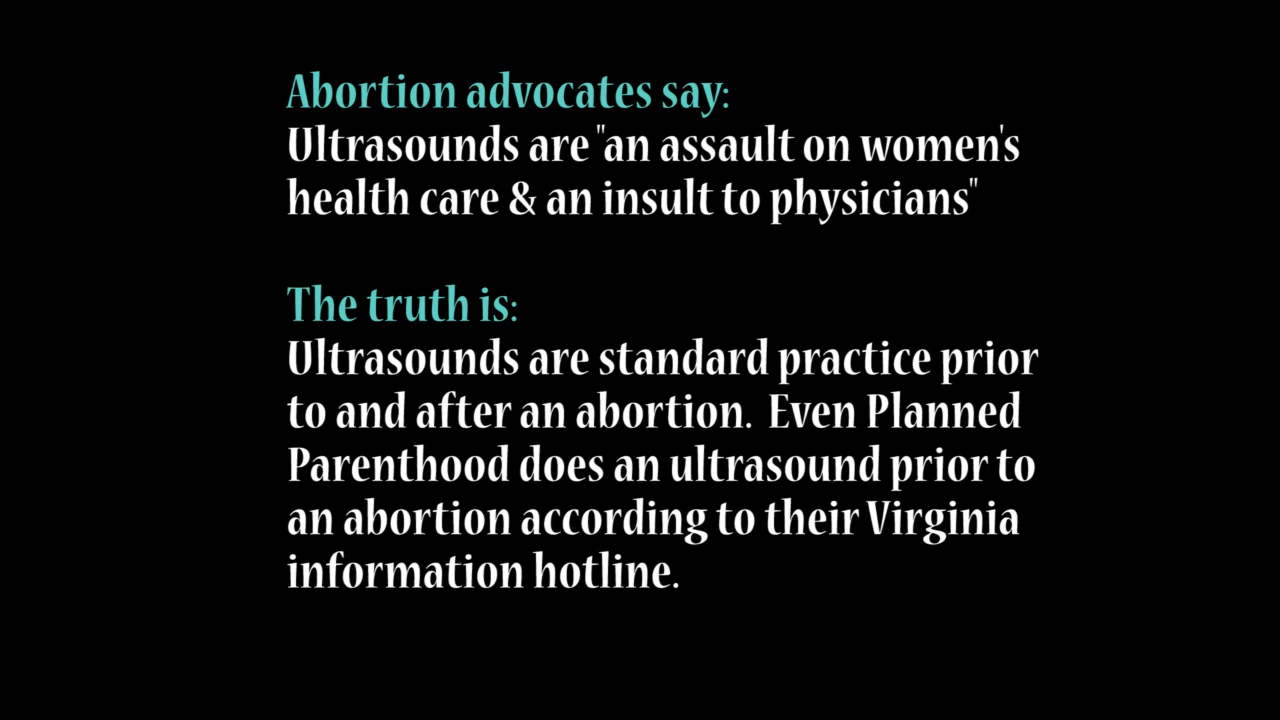 Abortion advocates say:
Ultrasounds are "an assault on women's
health care & an insult to physicians"
The truth is:
Ultrasounds are standard practice prior
to and after an abortion.  Even Planned
Parenthood does an ultrasound prior to
an abortion according to their Virginia
information hotline.